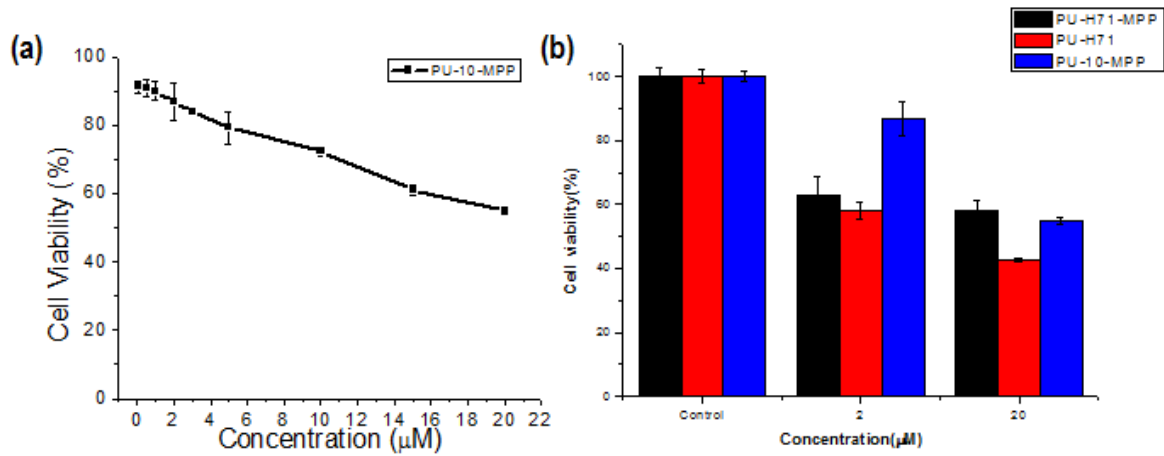 (a)
100
80
60
40
20
0
Cell Viability (%)
PU-10-MPP
0 2 4 6 8 10 12 14 16 18 20 22
Concentration (μM)
(b)
PU-H71-MPP
PU-H71
PU-10-MPP
100
80
60
40
20
0
Cell viability(%)
Control 2 20
Concentration(μM)